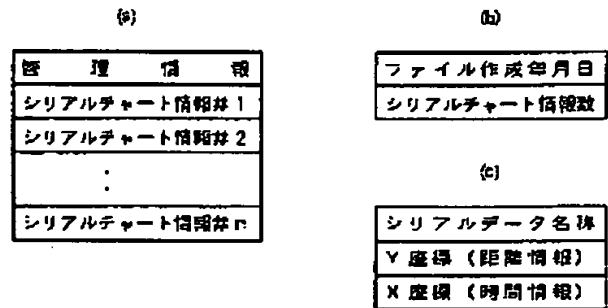 (a)
管理情報
シリアルチャート情報#1
シリアルチャート情報#2
:
シリアルチャート情報#n
(b)
ファイル作成年月日
シリアルチャート情報数
(c)
シリアルデータ名称
Y座標(距離情報)
X座標(時間情報)